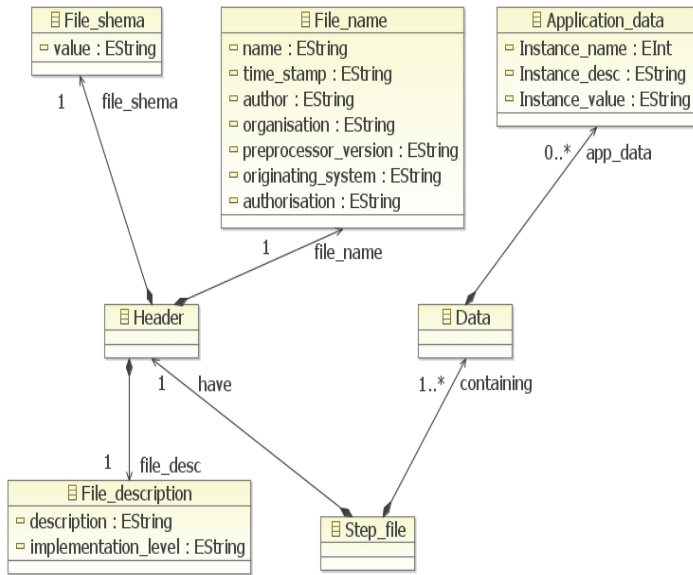 File_shema
value : EString
File_name
name : EString
time_stamp : EString
author : EString
organisation : EString
preprocessor_version : EString
originating_system : EString
authorisation : EString
Application_data
Instance_name : EInt
Instance_desc : EString
Instance_value : EString
1 file_shema
0..* app_data
1 file_name
Header
Data
1 have
1..* containing
1 file_desc
File_description
description : EString
implementation_level : EString
Step_file